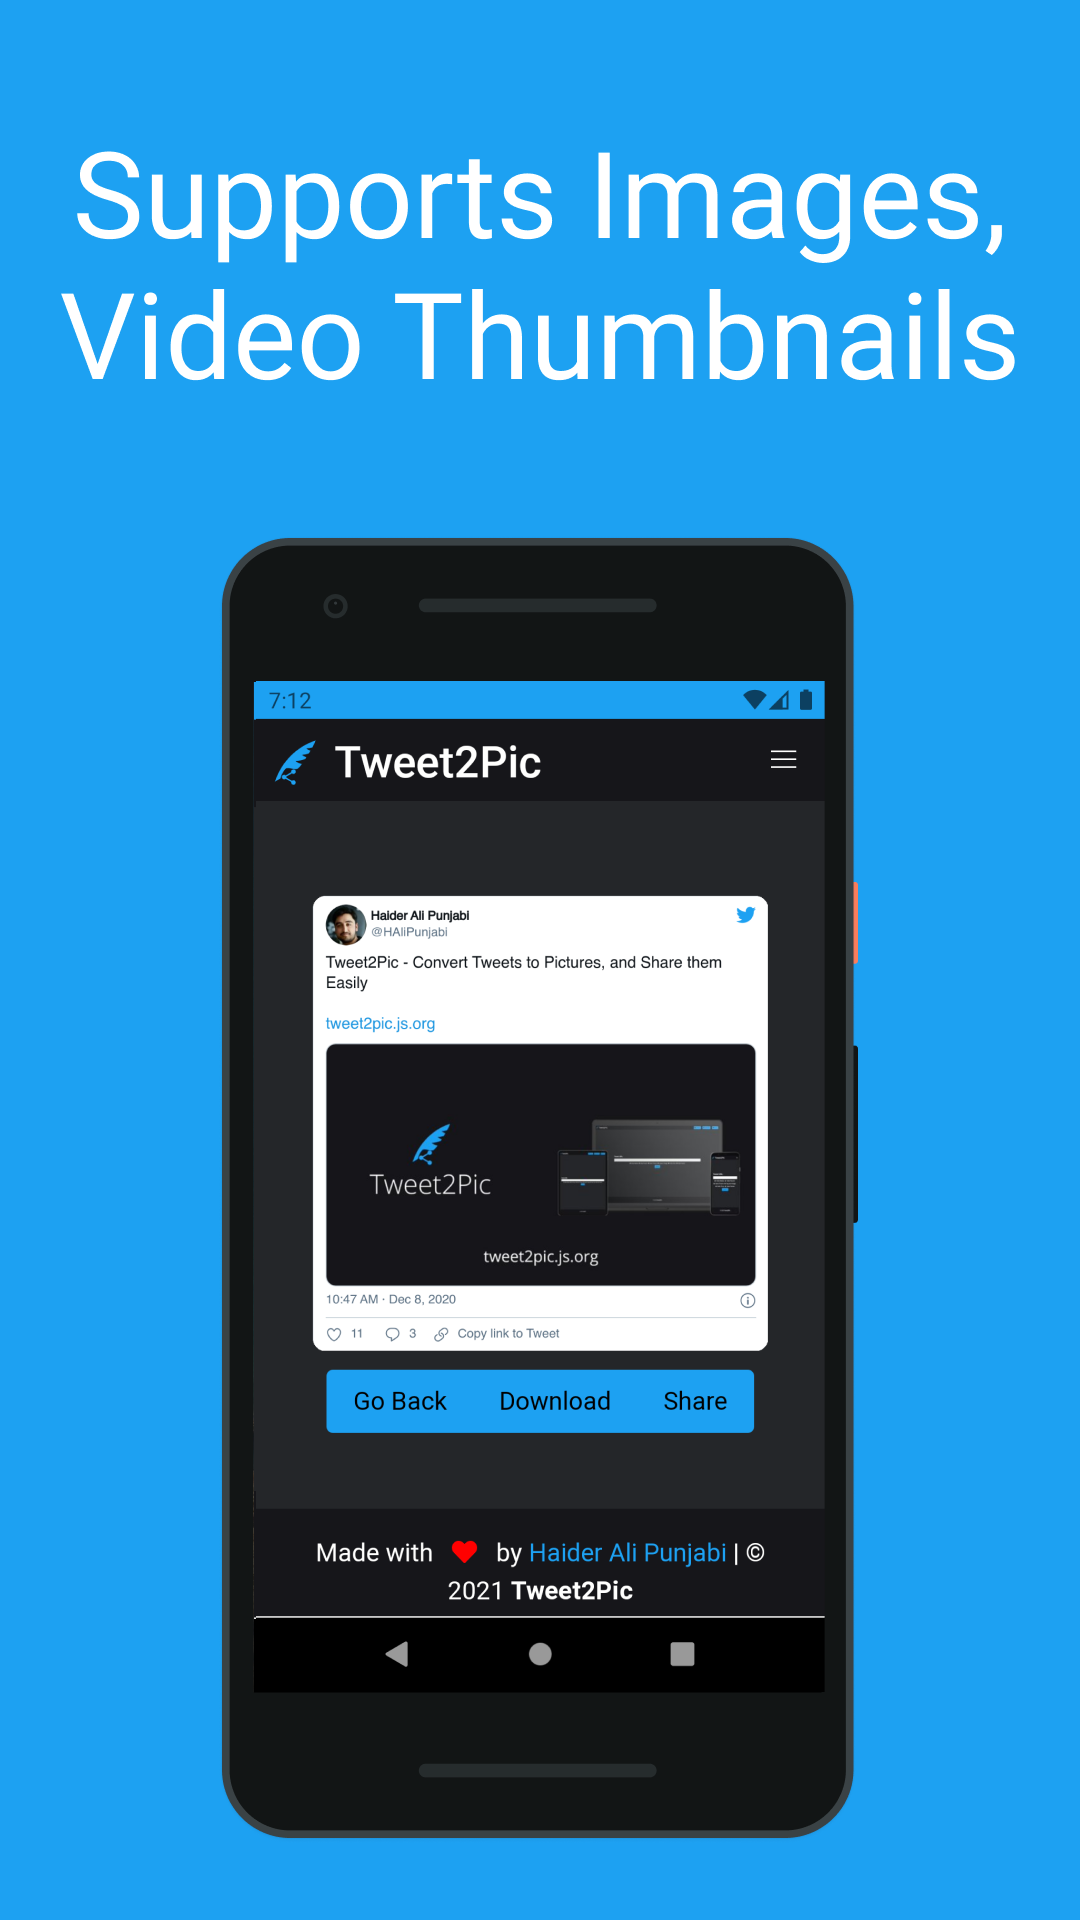 Supports Images,
Video Thumbnails
7:12
Tweet2Pic
Haider Ali Punjabi
@HAliPunjabi
Tweet2Pic - Convert Tweets to Pictures, and Share them
Easily
tweet2pic.js.org
Tweet2Pic
tweet2pic.js.org
10:47 AM · Dec 8, 2020
11 3 Copy link to Tweet
Go Back Download Share
Made with ❤ by Haider Ali Punjabi | ©
2021 Tweet2Pic